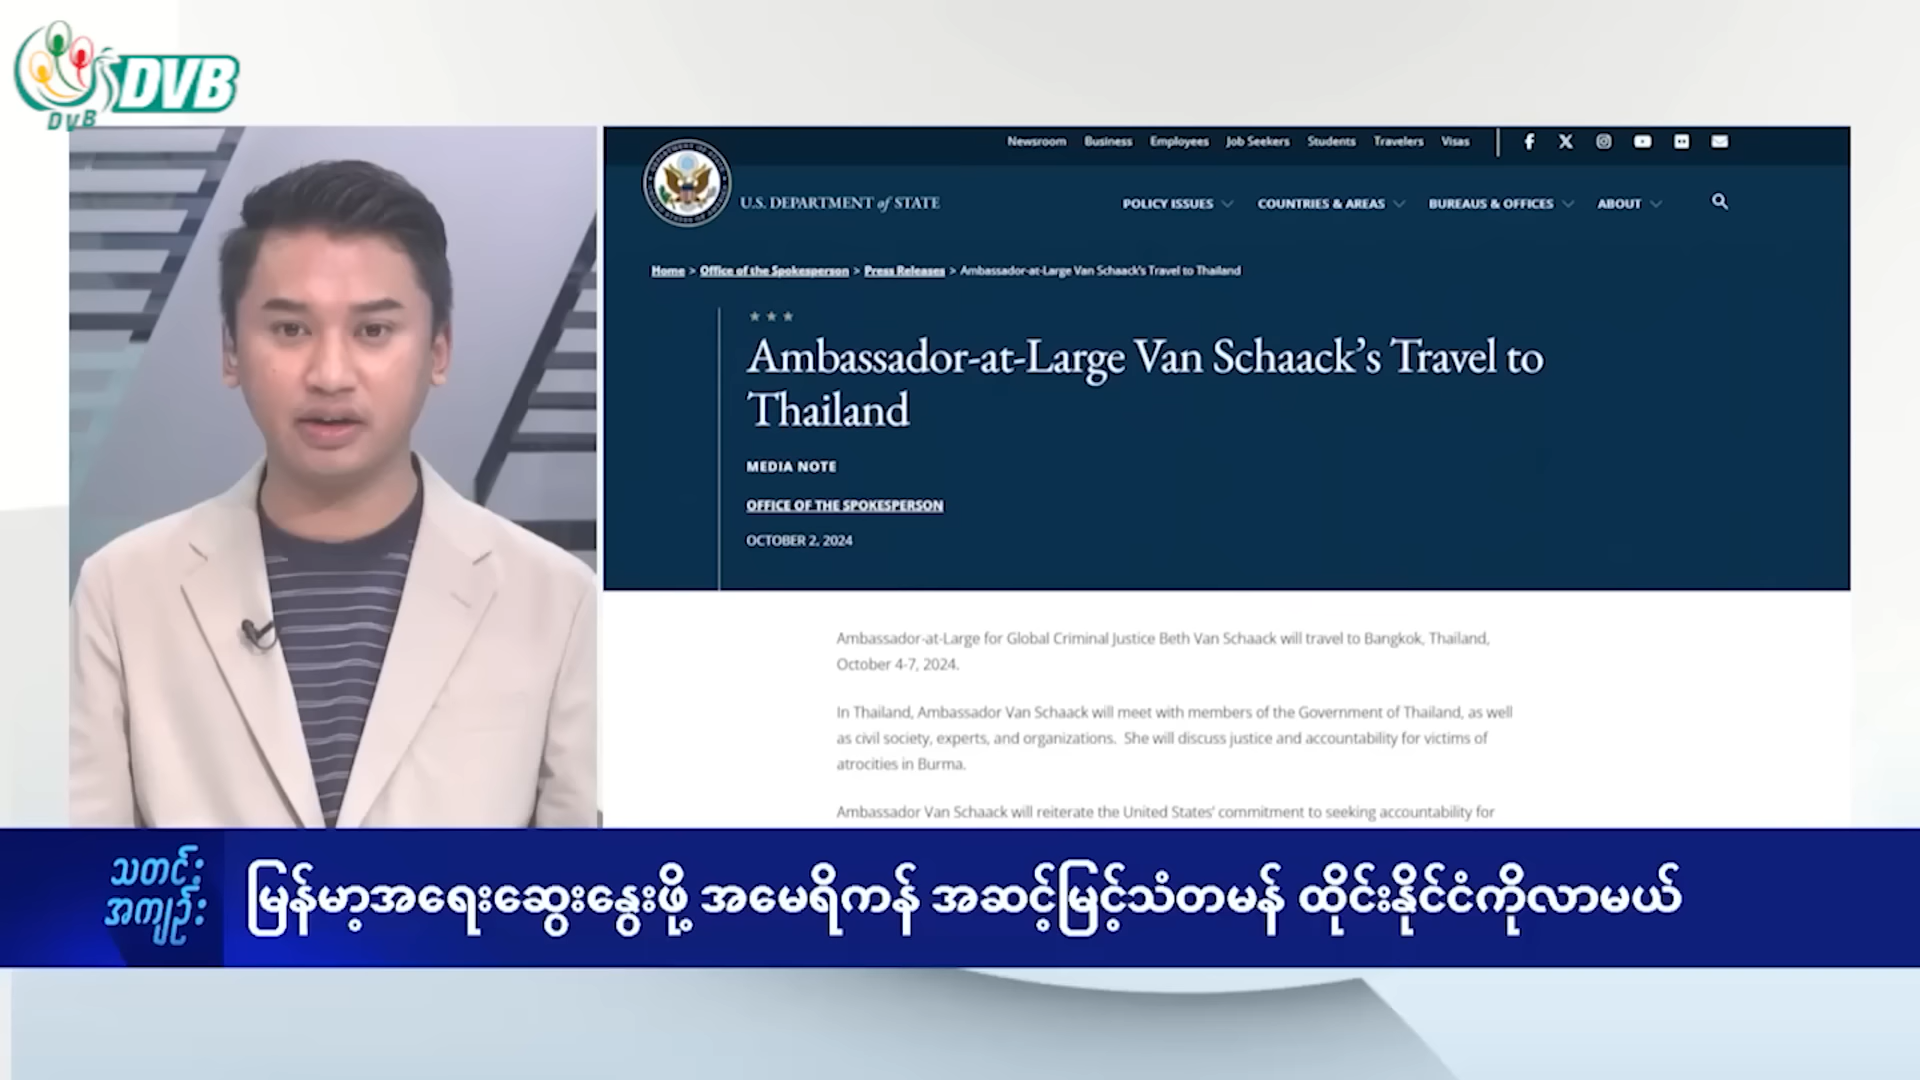 DVB
DVB
Newsroom Business Employees Job Seekers Students Travelers Visas
U.S. DEPARTMENT of STATE
POLICY ISSUES COUNTRIES & AREAS BUREAUS & OFFICES ABOUT
Home > Office of the Spokesperson > Press Releases > Ambassador-at-Large Van Schaack's Travel to Thailand
Ambassador-at-Large Van Schaack's Travel to
Thailand
MEDIA NOTE
OFFICE OF THE SPOKESPERSON
OCTOBER 2, 2024
Ambassador-at-Large for Global Criminal Justice Beth Van Schaack will travel to Bangkok, Thailand,
October 4-7, 2024.
In Thailand, Ambassador Van Schaack will meet with members of the Government of Thailand, as well
as civil society, experts, and organizations. She will discuss justice and accountability for victims of
atrocities in Burma.
Ambassador Van Schaack will reiterate the United States' commitment to seeking accountability for
သတင်း
အကျဉ်း
မြန်မာ့အရေးဆွေးနွေးဖို့ အမေရိကန် အဆင့်မြင့်သံတမန် ထိုင်းနိုင်ငံကိုလာမယ်